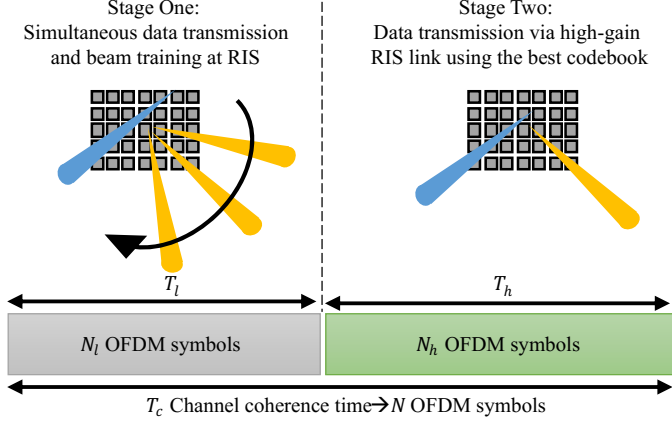 Stage One:
Simultaneous data transmission
and beam training at RIS
Stage Two:
Data transmission via high-gain
RIS link using the best codebook
T_l
T_h
N_l OFDM symbols
N_h OFDM symbols
T_c Channel coherence time→N OFDM symbols